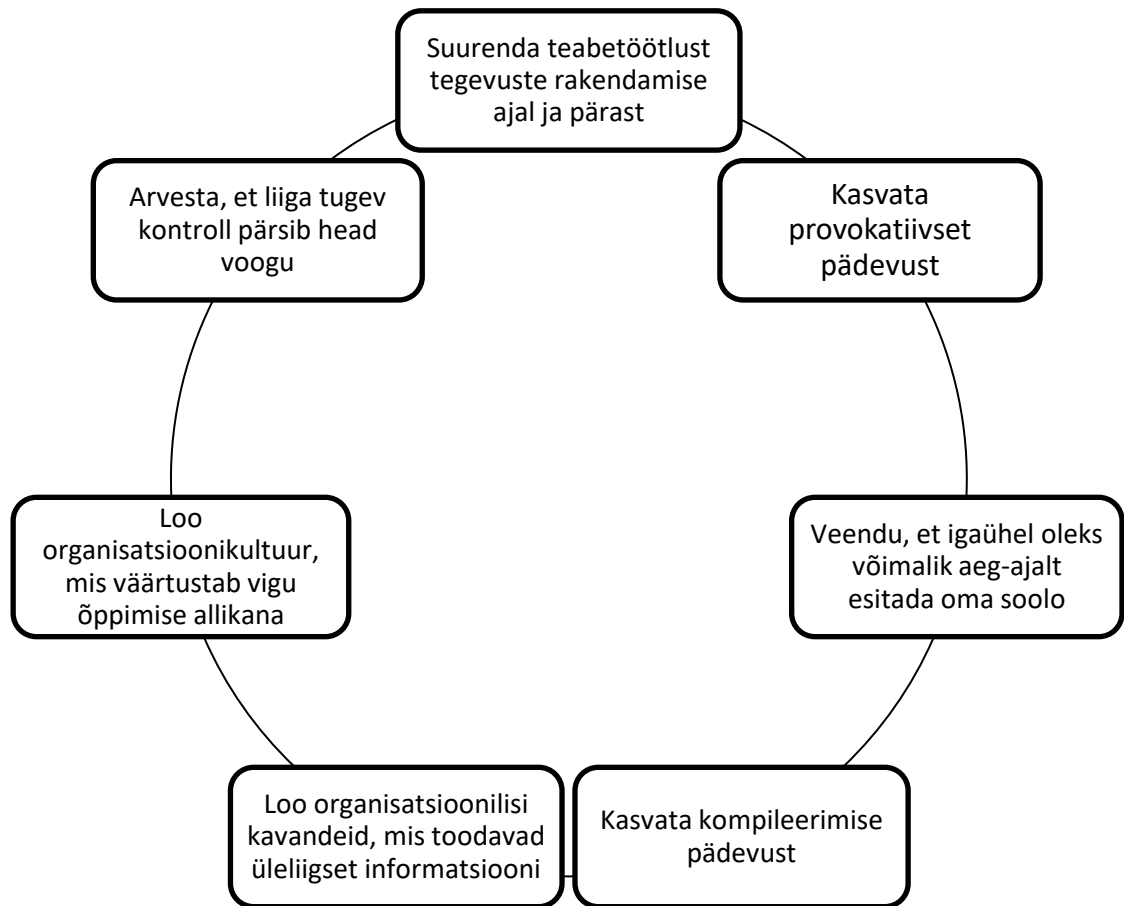 Suurenda teabetöötlust
tegevuste rakendamise
ajal ja pärast
Kasvata
provokatiivset
pädevust
Veendu, et igaühel oleks
võimalik aeg-ajalt
esitada oma soolo
Kasvata kompileerimise
pädevust
Loo organisatsioonilisi
kavandeid, mis toodavad
üleliigset informatsiooni
Loo
organisatsioonikultuur,
mis väärtustab vigu
õppimise allikana
Arvesta, et liiga tugev
kontroll pärsib head
voogu